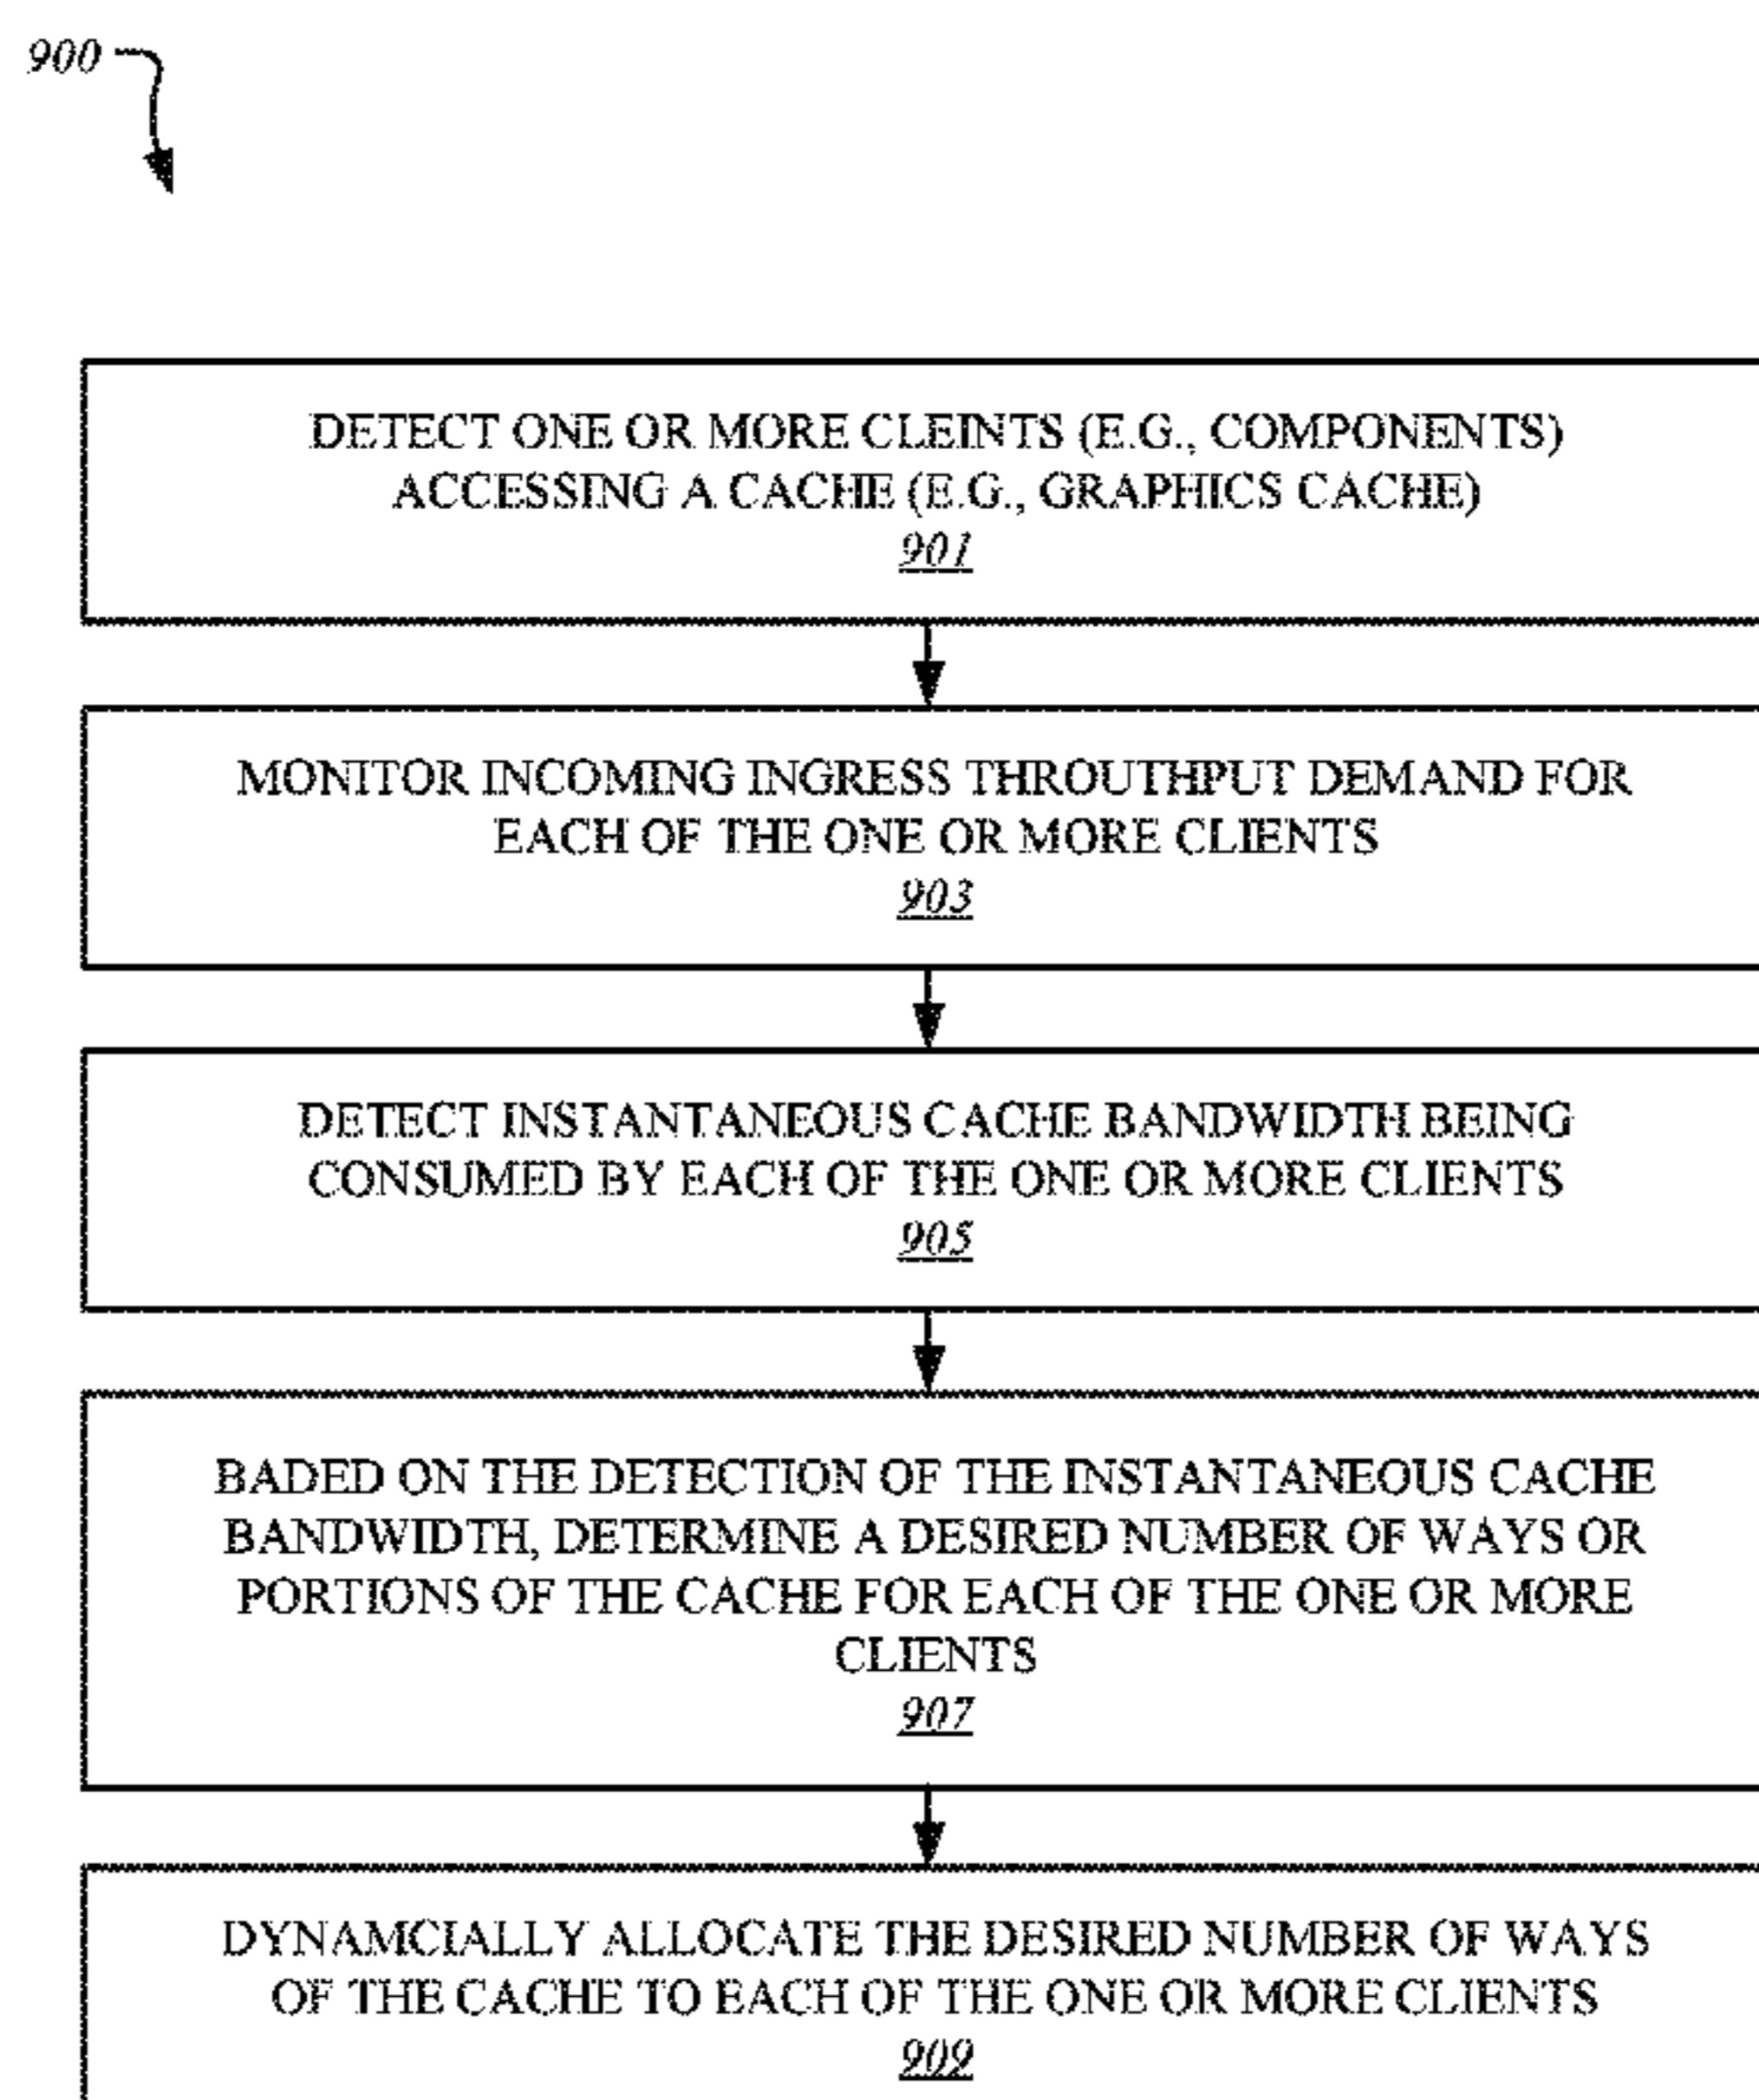 900
DETECT ONE OR MORE CLEINTS (E.G., COMPONENTS)
ACCESSING A CACHE (E.G., GRAPHICS CACHE)
901
MONITOR INCOMING INGRESS THROUTHPUT DEMAND FOR
EACH OF THE ONE OR MORE CLIENTS
903
DETECT INSTANTANEOUS CACHE BANDWIDTH BEING
CONSUMED BY EACH OF THE ONE OR MORE CLIENTS
905
BADED ON THE DETECTION OF THE INSTANTANEOUS CACHE
BANDWIDTH, DETERMINE A DESIRED NUMBER OF WAYS OR
PORTIONS OF THE CACHE FOR EACH OF THE ONE OR MORE
CLIENTS
907
DYNAMCIALLY ALLOCATE THE DESIRED NUMBER OF WAYS
OF THE CACHE TO EACH OF THE ONE OR MORE CLIENTS
909